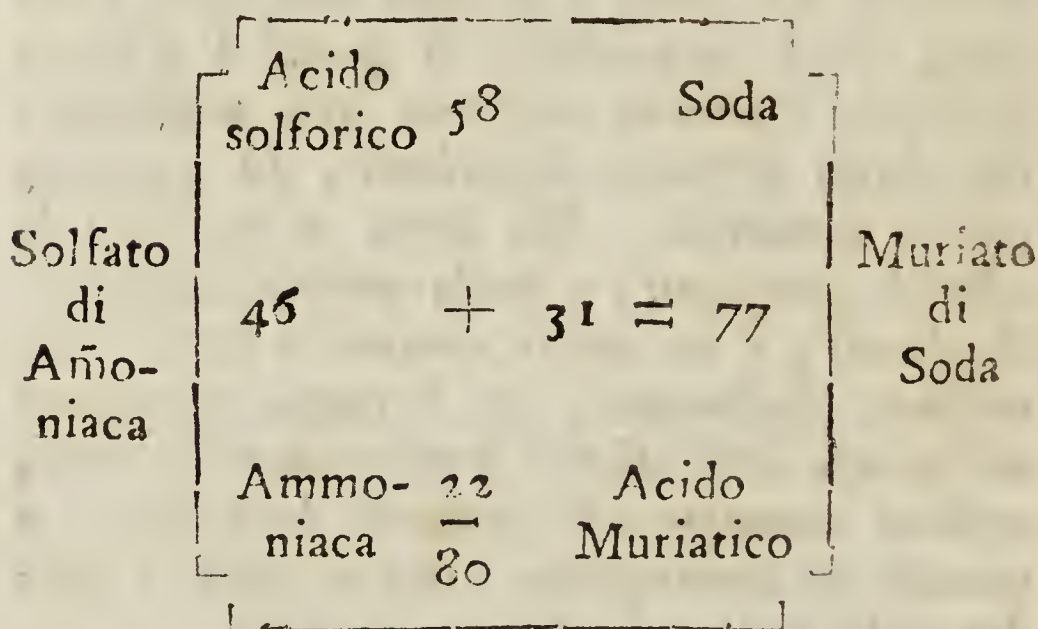 Acido
solforico 58 Soda
Solfato
di
Am̃o-
niaca
46 + 31 = 77
Muriato
di
Soda
Ammo- 22
niaca
80
Acido
Muriatico